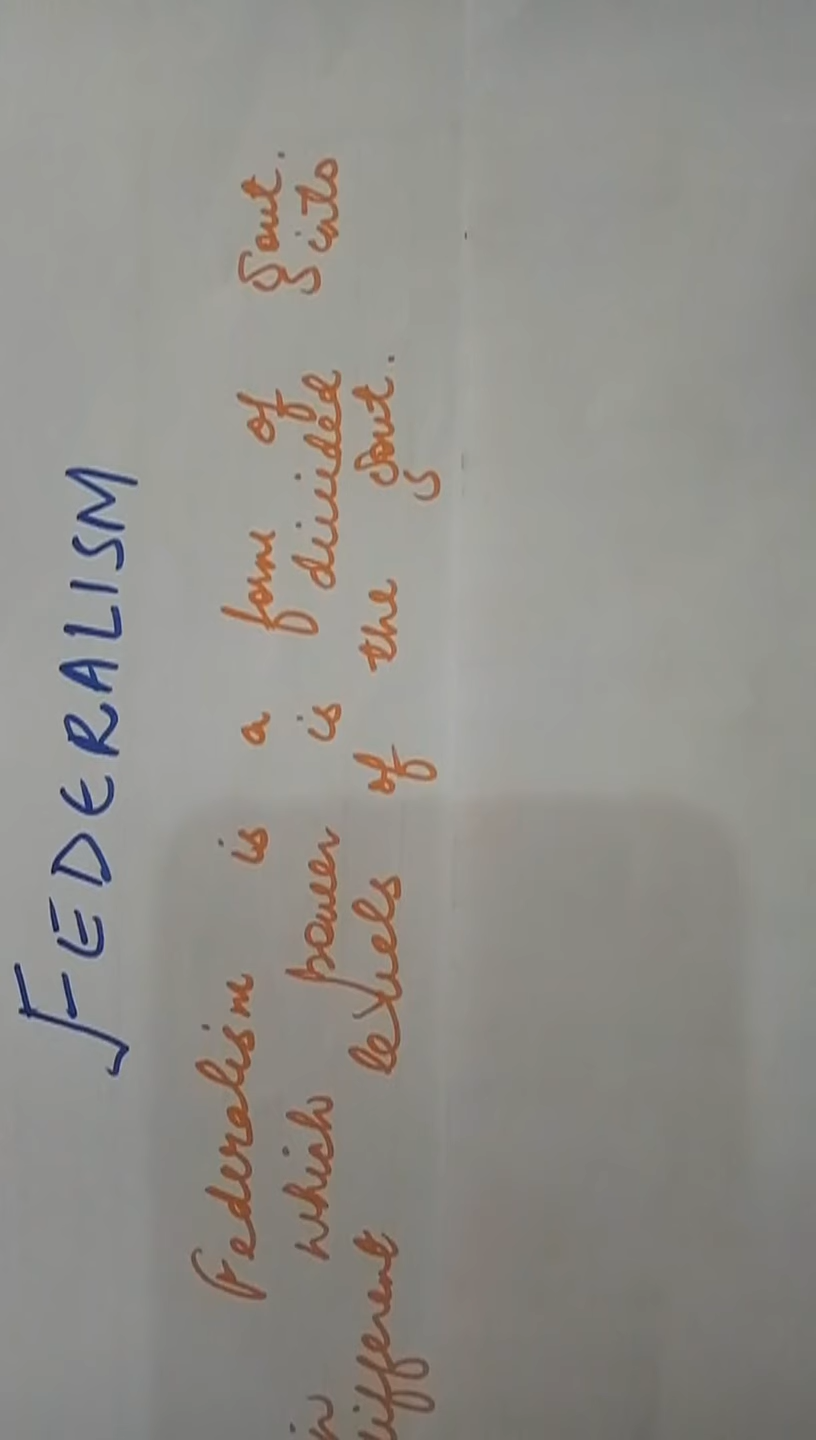 FEDERALISM
Federalism is a form of govt.
in which power is divided into
different levels of the govt.